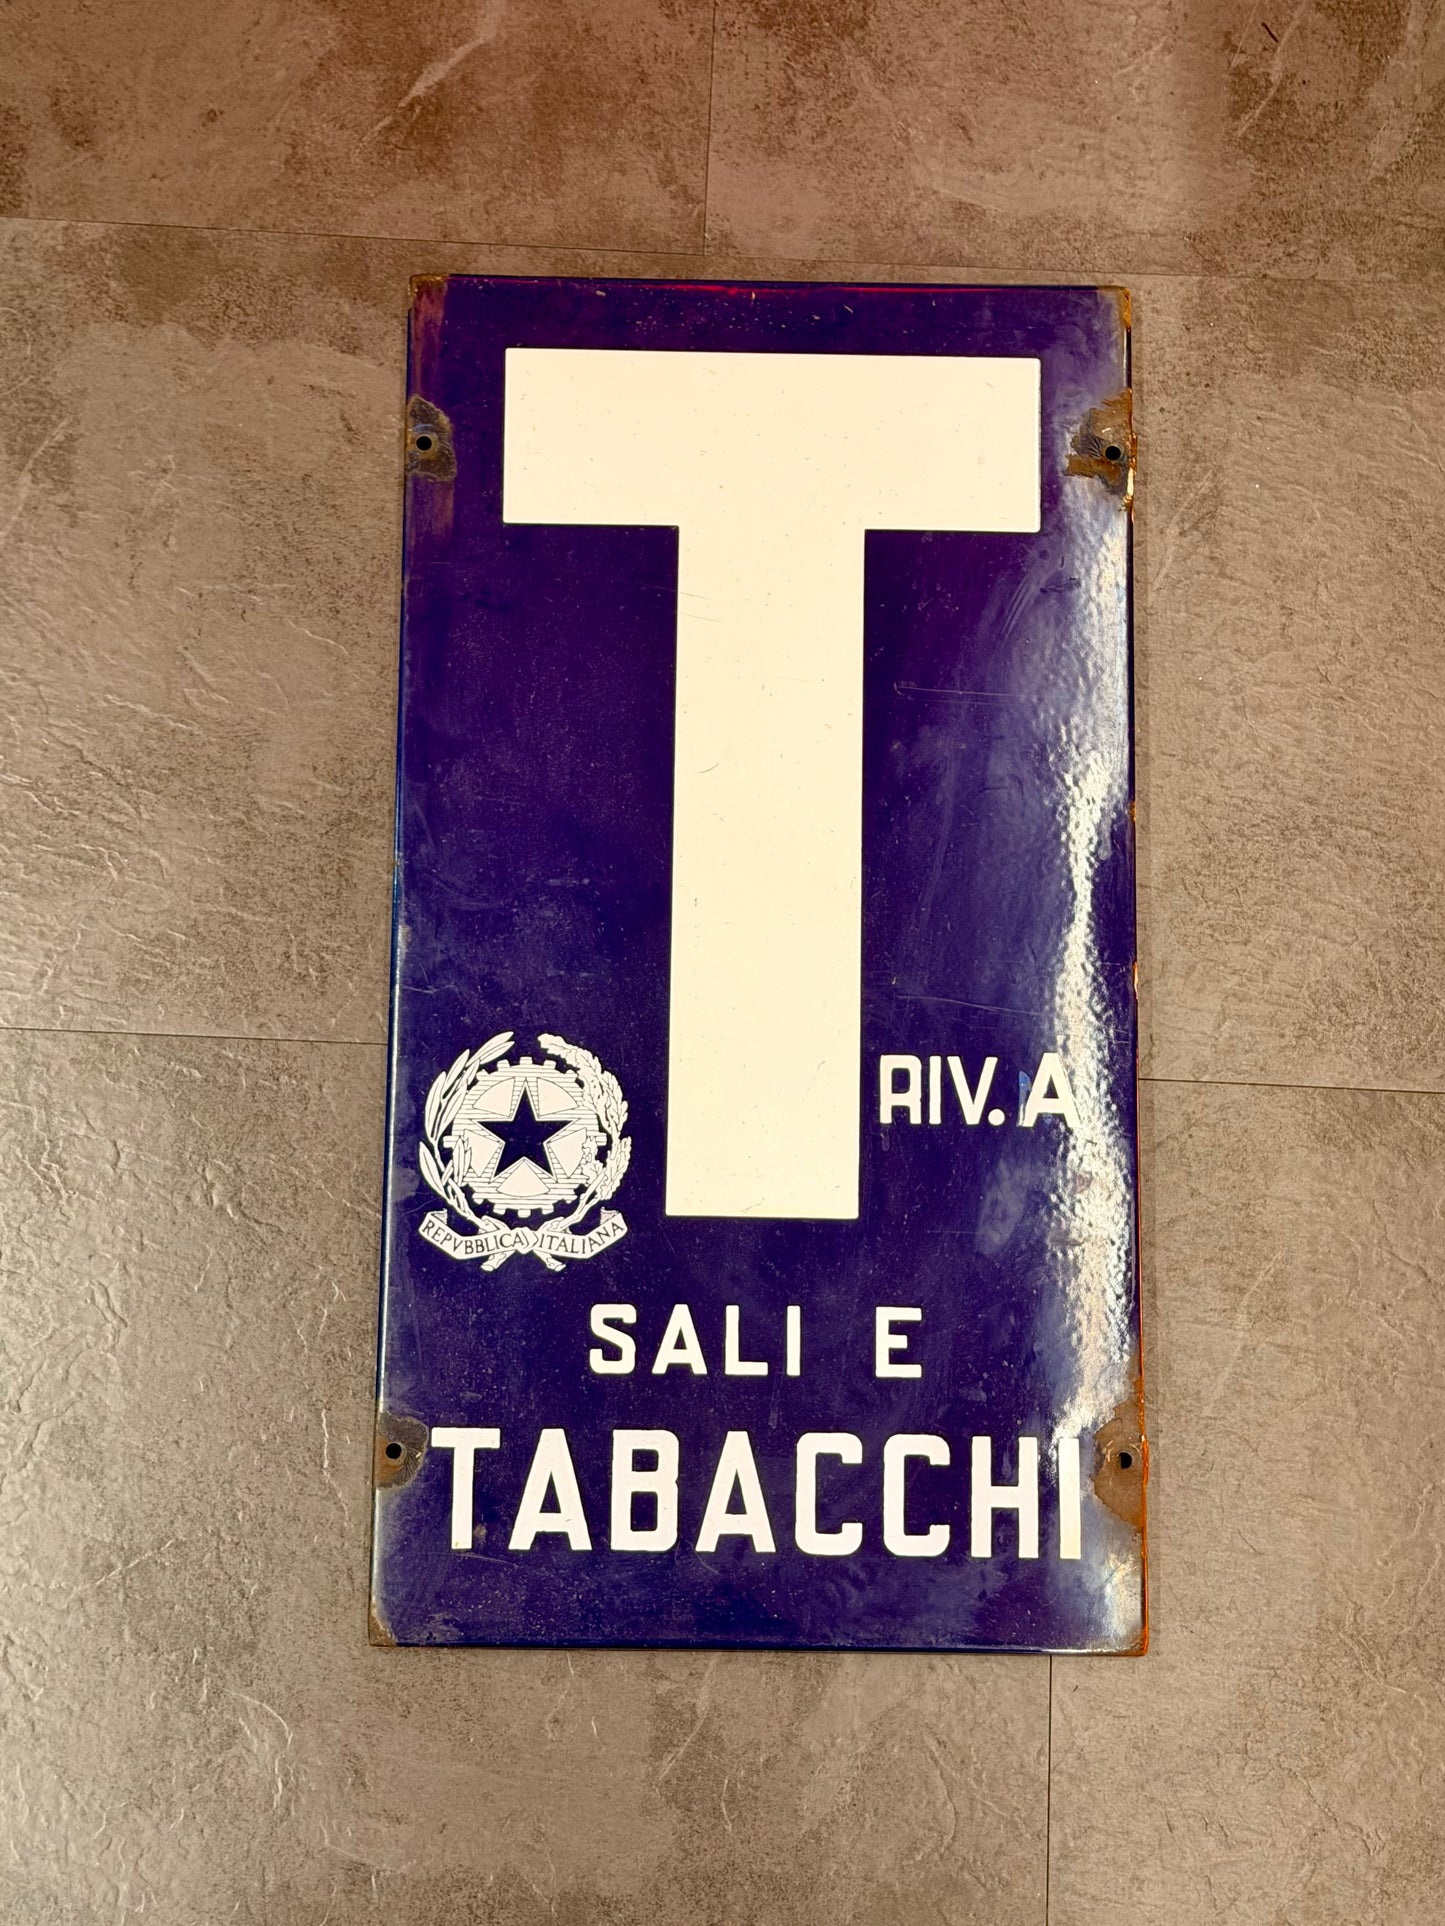 T
RIV. A
REPVBBLICA ITALIANA
SALI E
TABACCHI